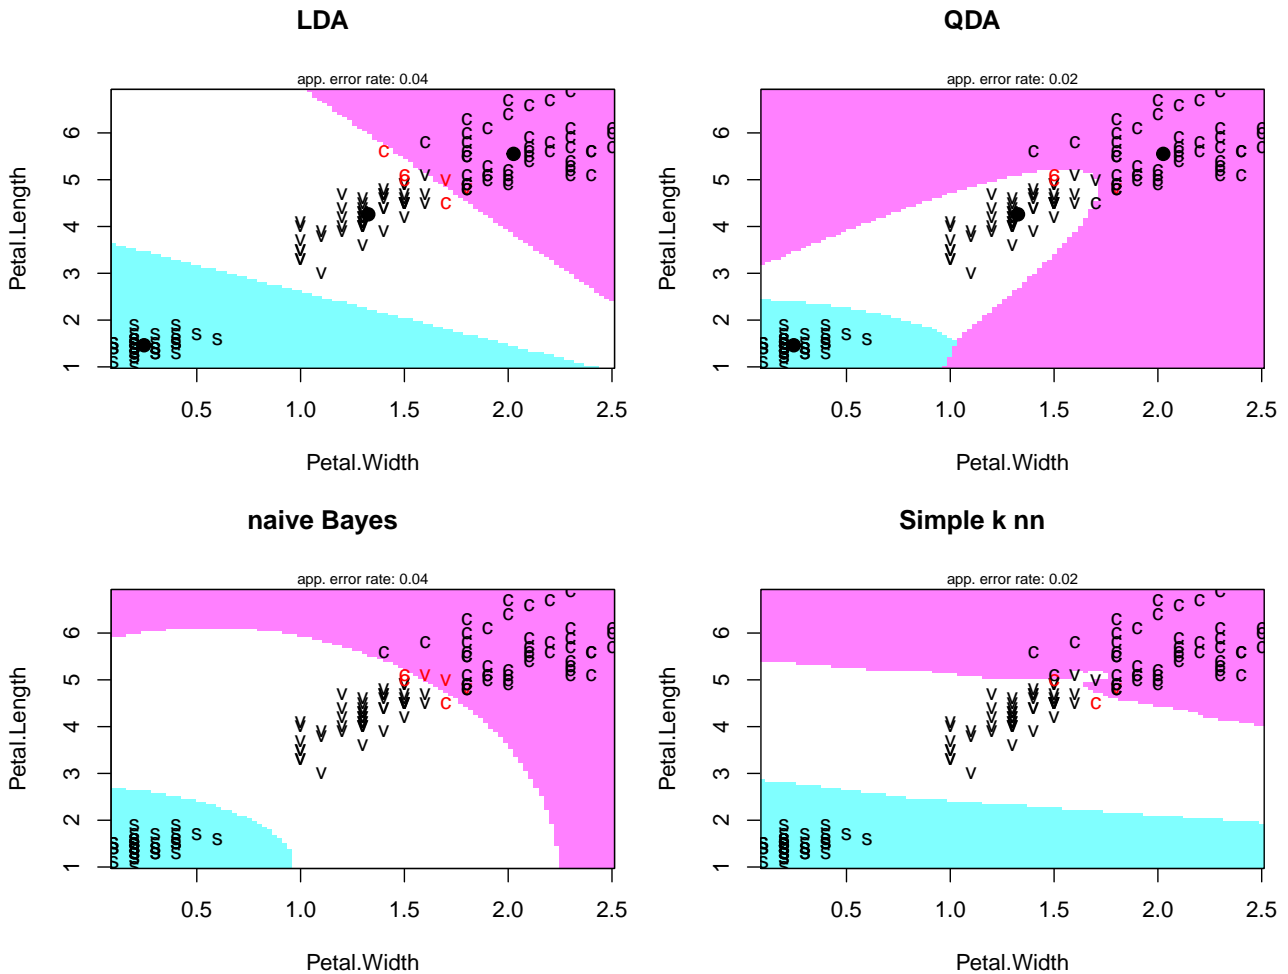 LDA
app. error rate: 0.04
Petal.Length
1 2 3 4 5 6
0.5 1.0 1.5 2.0 2.5
Petal.Width
QDA
app. error rate: 0.02
Petal.Length
1 2 3 4 5 6
0.5 1.0 1.5 2.0 2.5
Petal.Width
naive Bayes
app. error rate: 0.04
Petal.Length
1 2 3 4 5 6
0.5 1.0 1.5 2.0 2.5
Petal.Width
Simple k nn
app. error rate: 0.02
Petal.Length
1 2 3 4 5 6
0.5 1.0 1.5 2.0 2.5
Petal.Width